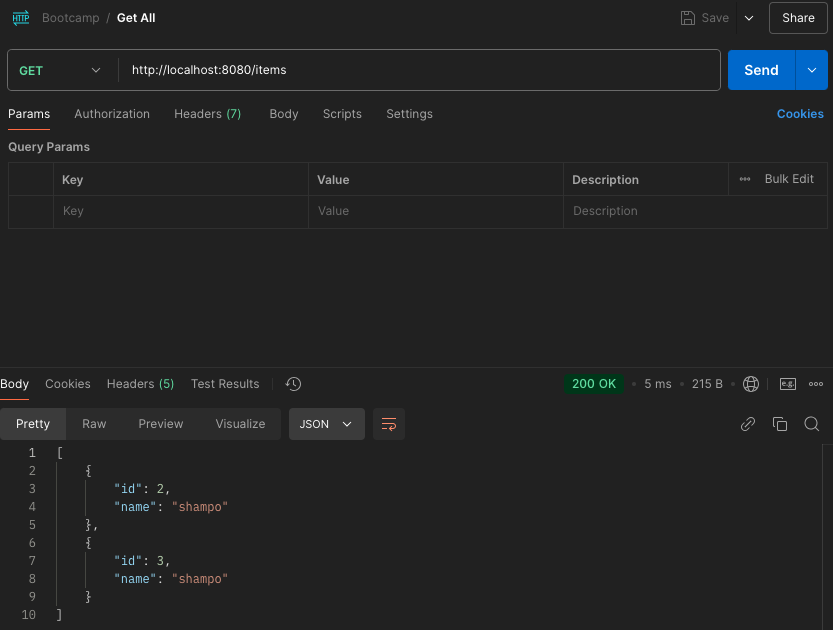 HTTP Bootcamp / Get All Save Share
GET http://localhost:8080/items Send
Params Authorization Headers (7) Body Scripts Settings Cookies
Query Params
Key Value Description ••• Bulk Edit
Key Value Description
Body Cookies Headers (5) Test Results 200 OK • 5 ms • 215 B • e.g.
Pretty Raw Preview Visualize JSON
1 [
2 {
3 "id": 2,
4 "name": "shampo"
5 },
6 {
7 "id": 3,
8 "name": "shampo"
9 }
10 ]